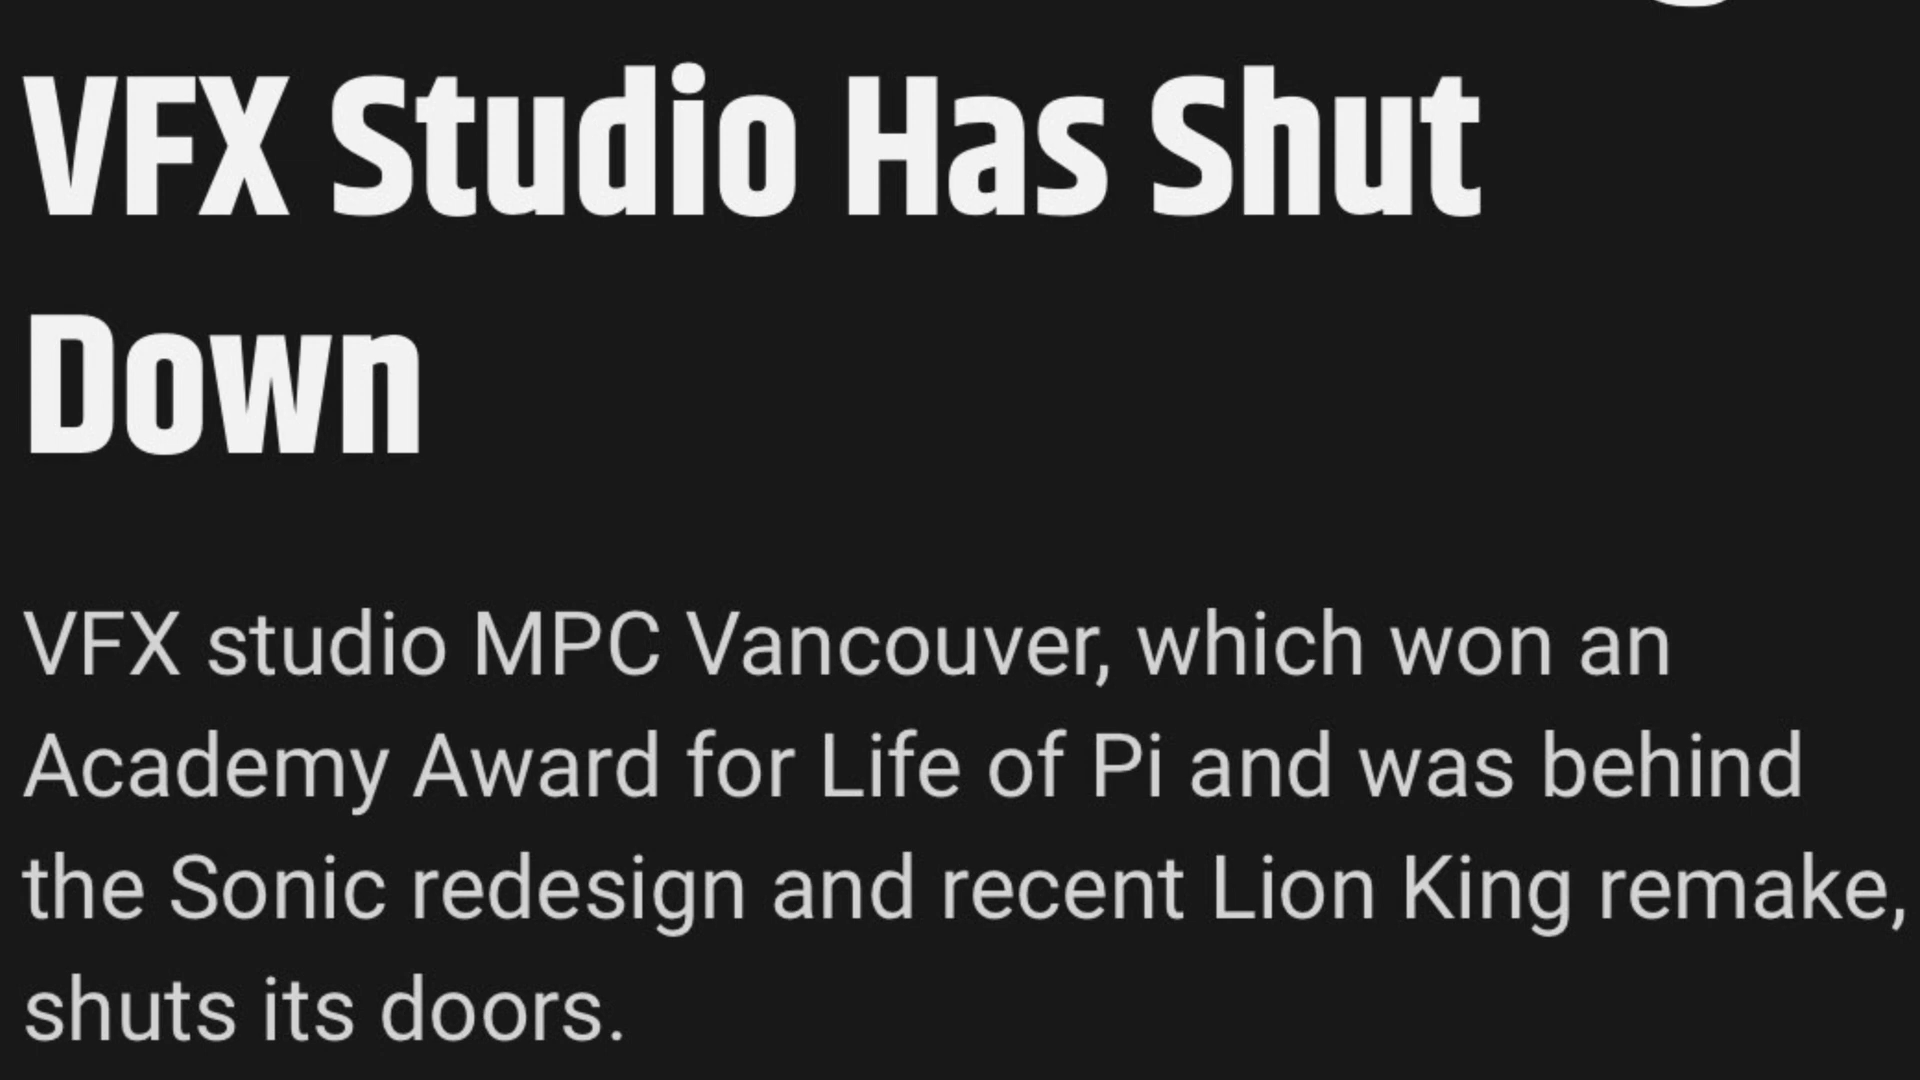 VFX Studio Has Shut
Down
VFX studio MPC Vancouver, which won an
Academy Award for Life of Pi and was behind
the Sonic redesign and recent Lion King remake,
shuts its doors.